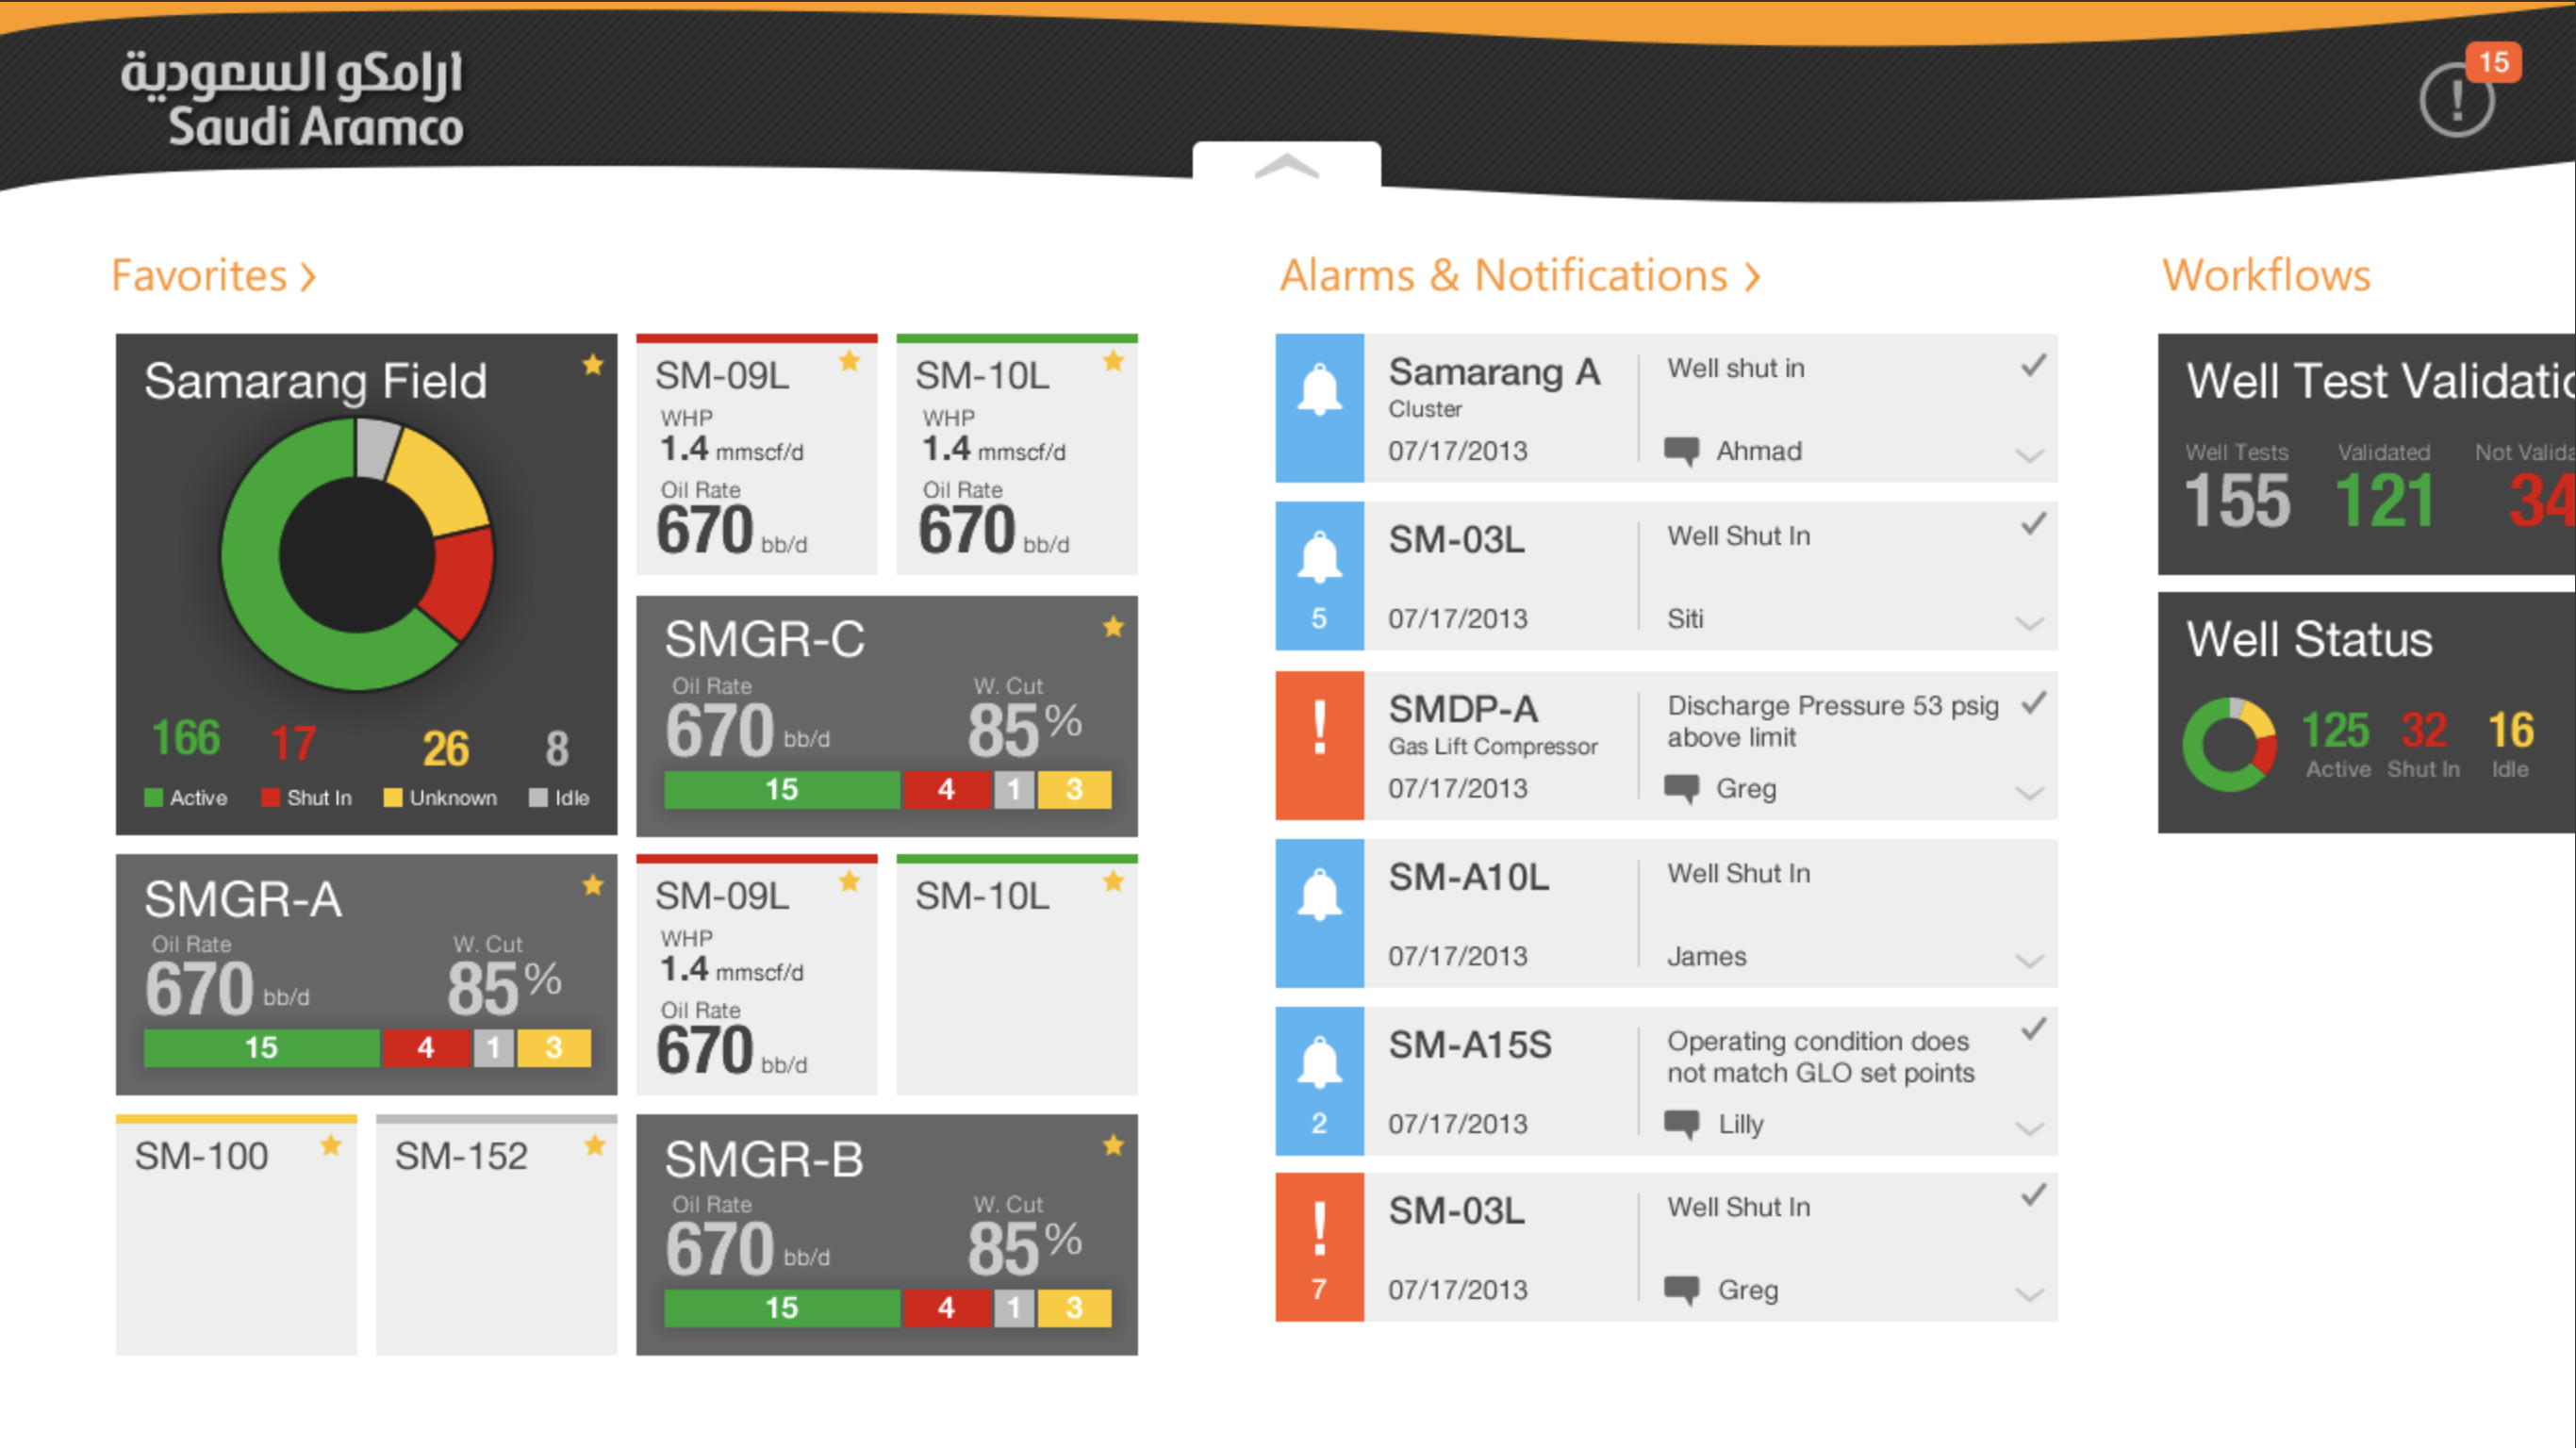 أرامكو السعودية
Saudi Aramco
15
Favorites
Samarang Field
166 17 26 8
Active Shut In Unknown Idle
SM-09L
WHP
1.4 mmscf/d
Oil Rate
670 bb/d
SM-10L
WHP
1.4 mmscf/d
Oil Rate
670 bb/d
SMGR-C
Oil Rate W. Cut
670 bb/d 85%
15 4 1 3
SMGR-A
Oil Rate W. Cut
670 bb/d 85%
15 4 1 3
SM-09L
WHP
1.4 mmscf/d
Oil Rate
670 bb/d
SM-10L
SM-100
SM-152
SMGR-B
Oil Rate W. Cut
670 bb/d 85%
15 4 1 3
Alarms & Notifications
Samarang A
Cluster
07/17/2013
Well shut in
Ahmad
5
SM-03L
07/17/2013
Well Shut In
Siti
!
SMDP-A
Gas Lift Compressor
07/17/2013
Discharge Pressure 53 psig
above limit
Greg
SM-A10L
07/17/2013
Well Shut In
James
2
SM-A15S
07/17/2013
Operating condition does
not match GLO set points
Lilly
!
7
SM-03L
07/17/2013
Well Shut In
Greg
Workflows
Well Test
Well Tests Validated Not
155 121 34
Well Status
125 32 16
Active Shut In Idle